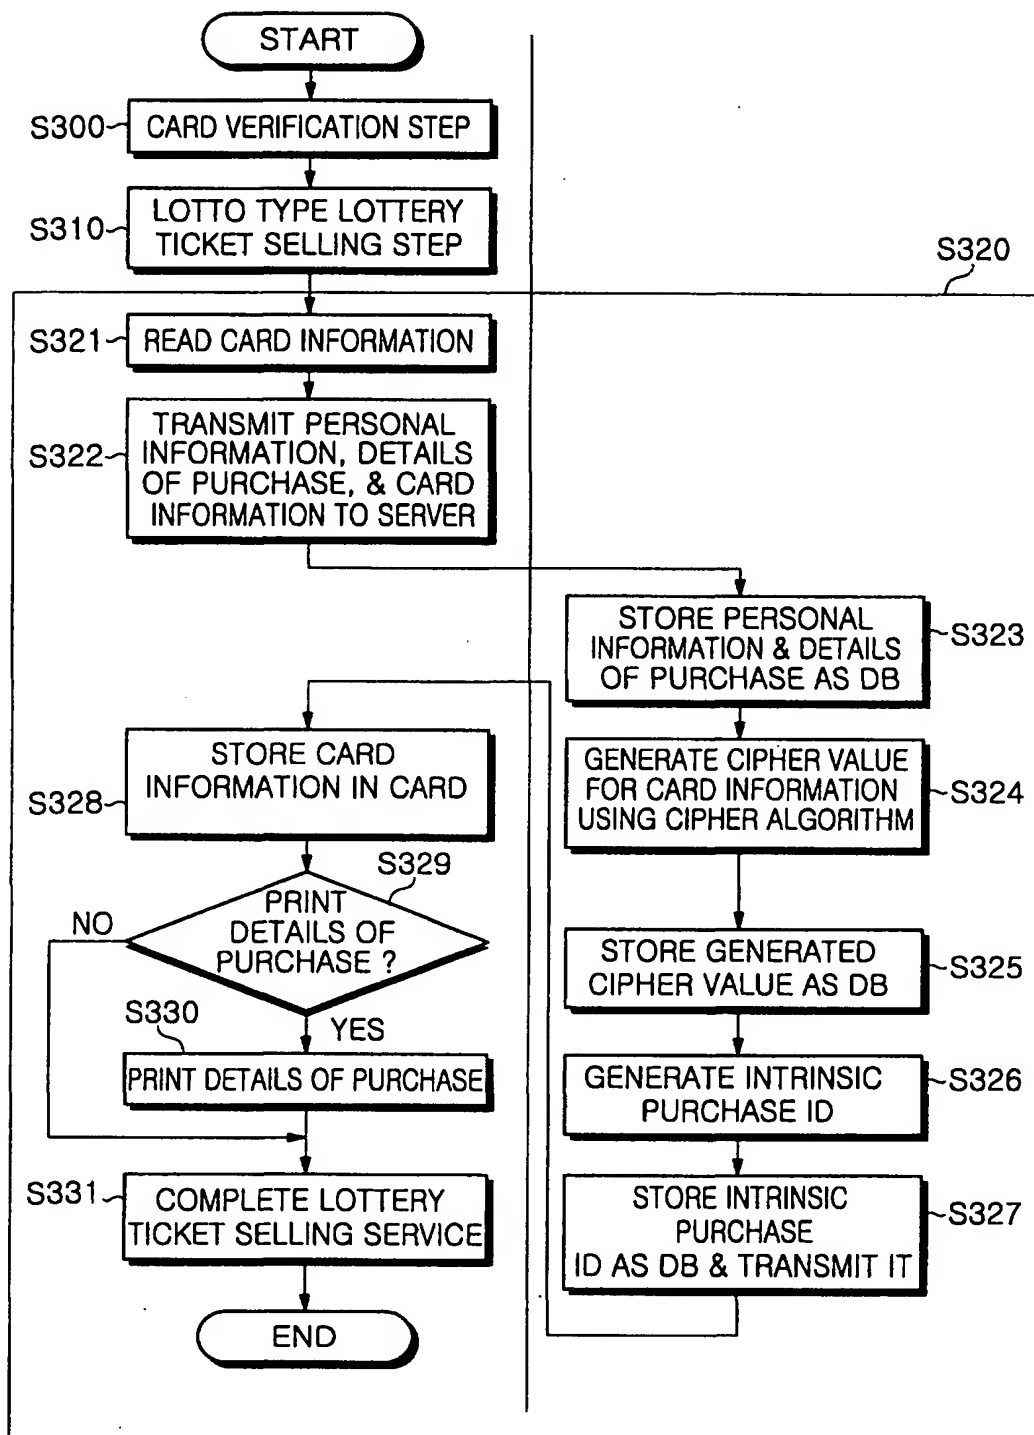 START
S300
CARD VERIFICATION STEP
S310
LOTTO TYPE LOTTERY
TICKET SELLING STEP
S320
S321
READ CARD INFORMATION
S322
TRANSMIT PERSONAL
INFORMATION, DETAILS
OF PURCHASE, & CARD
INFORMATION TO SERVER
STORE PERSONAL
INFORMATION & DETAILS
OF PURCHASE AS DB
S323
GENERATE CIPHER VALUE
FOR CARD INFORMATION
USING CIPHER ALGORITHM
S324
STORE GENERATED
CIPHER VALUE AS DB
S325
GENERATE INTRINSIC
PURCHASE ID
S326
STORE INTRINSIC
PURCHASE
ID AS DB & TRANSMIT IT
S327
STORE CARD
INFORMATION IN CARD
S328
S329
PRINT
DETAILS OF
PURCHASE ?
NO
YES
S330
PRINT DETAILS OF PURCHASE
S331
COMPLETE LOTTERY
TICKET SELLING SERVICE
END